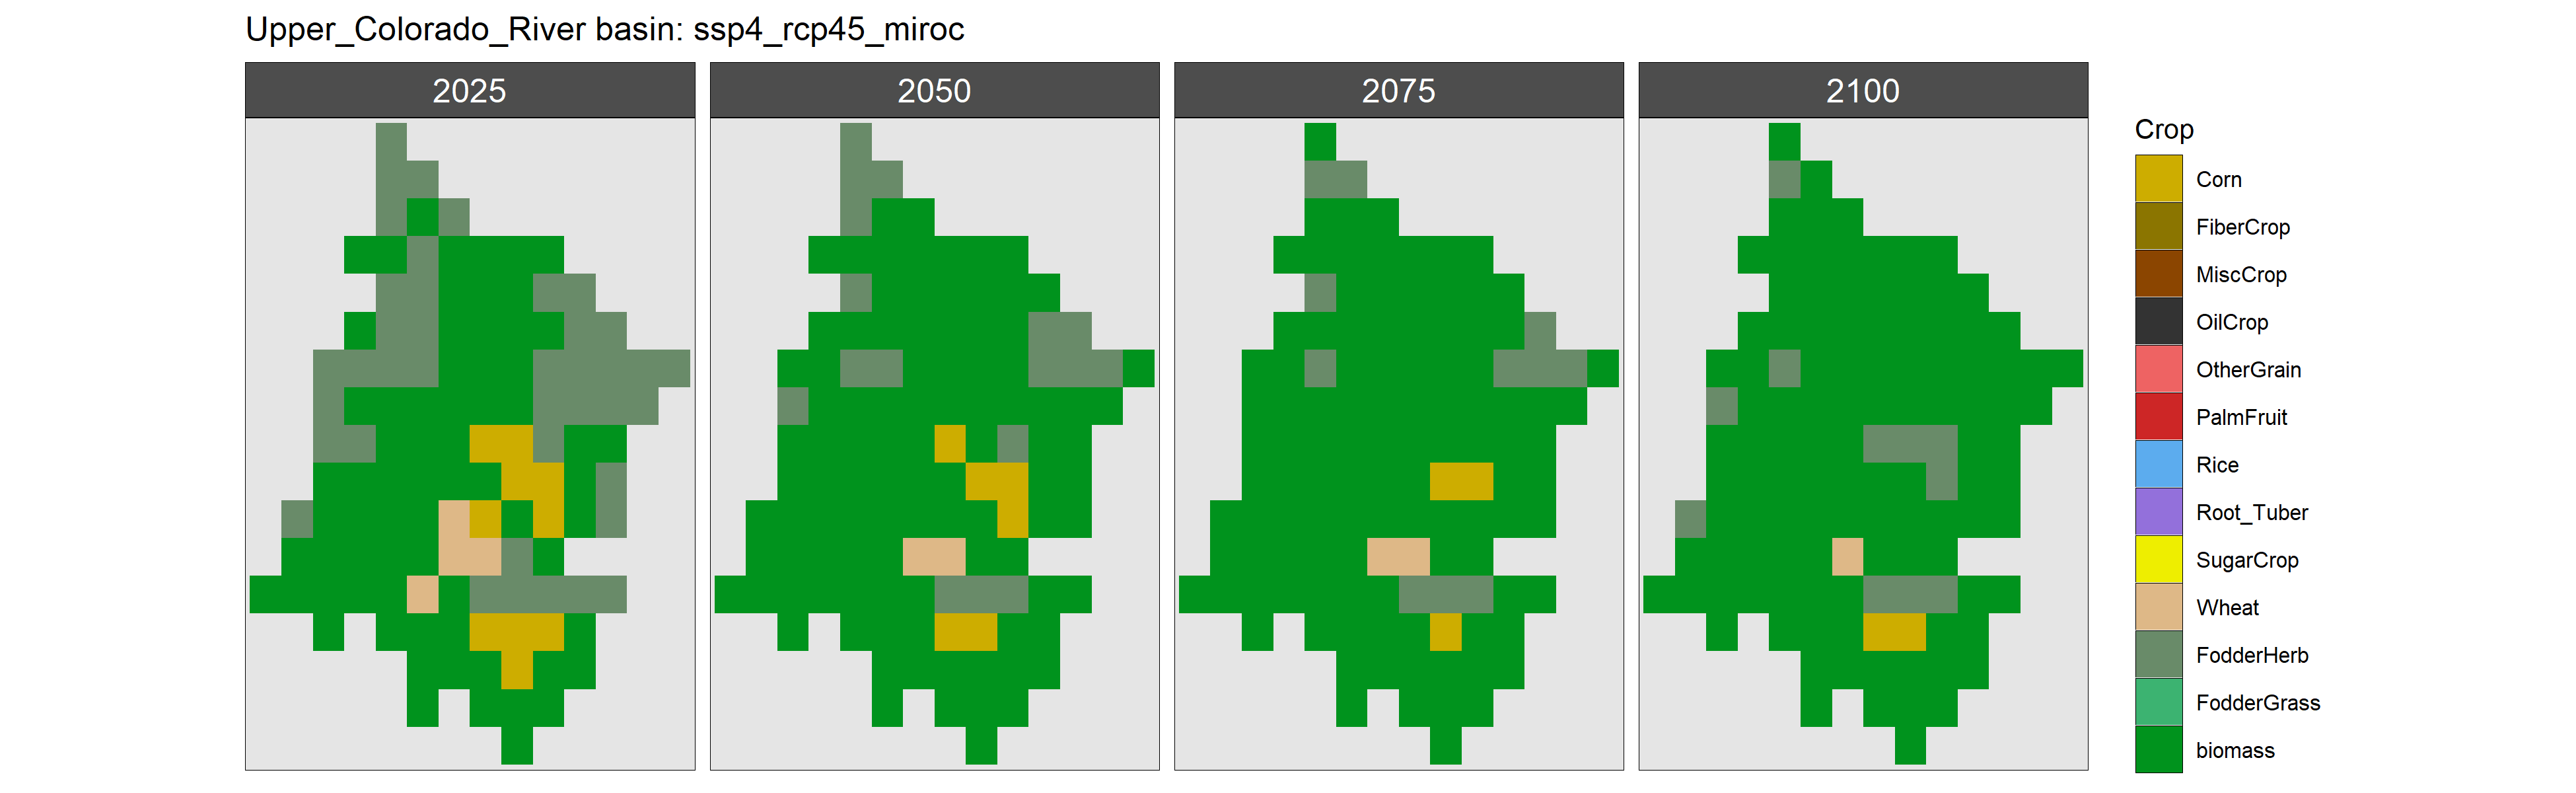 Upper_Colorado_River basin: ssp4_rcp45_miroc
2025 2050 2075 2100
Crop
Corn
FiberCrop
MiscCrop
OilCrop
OtherGrain
PalmFruit
Rice
Root_Tuber
SugarCrop
Wheat
FodderHerb
FodderGrass
biomass